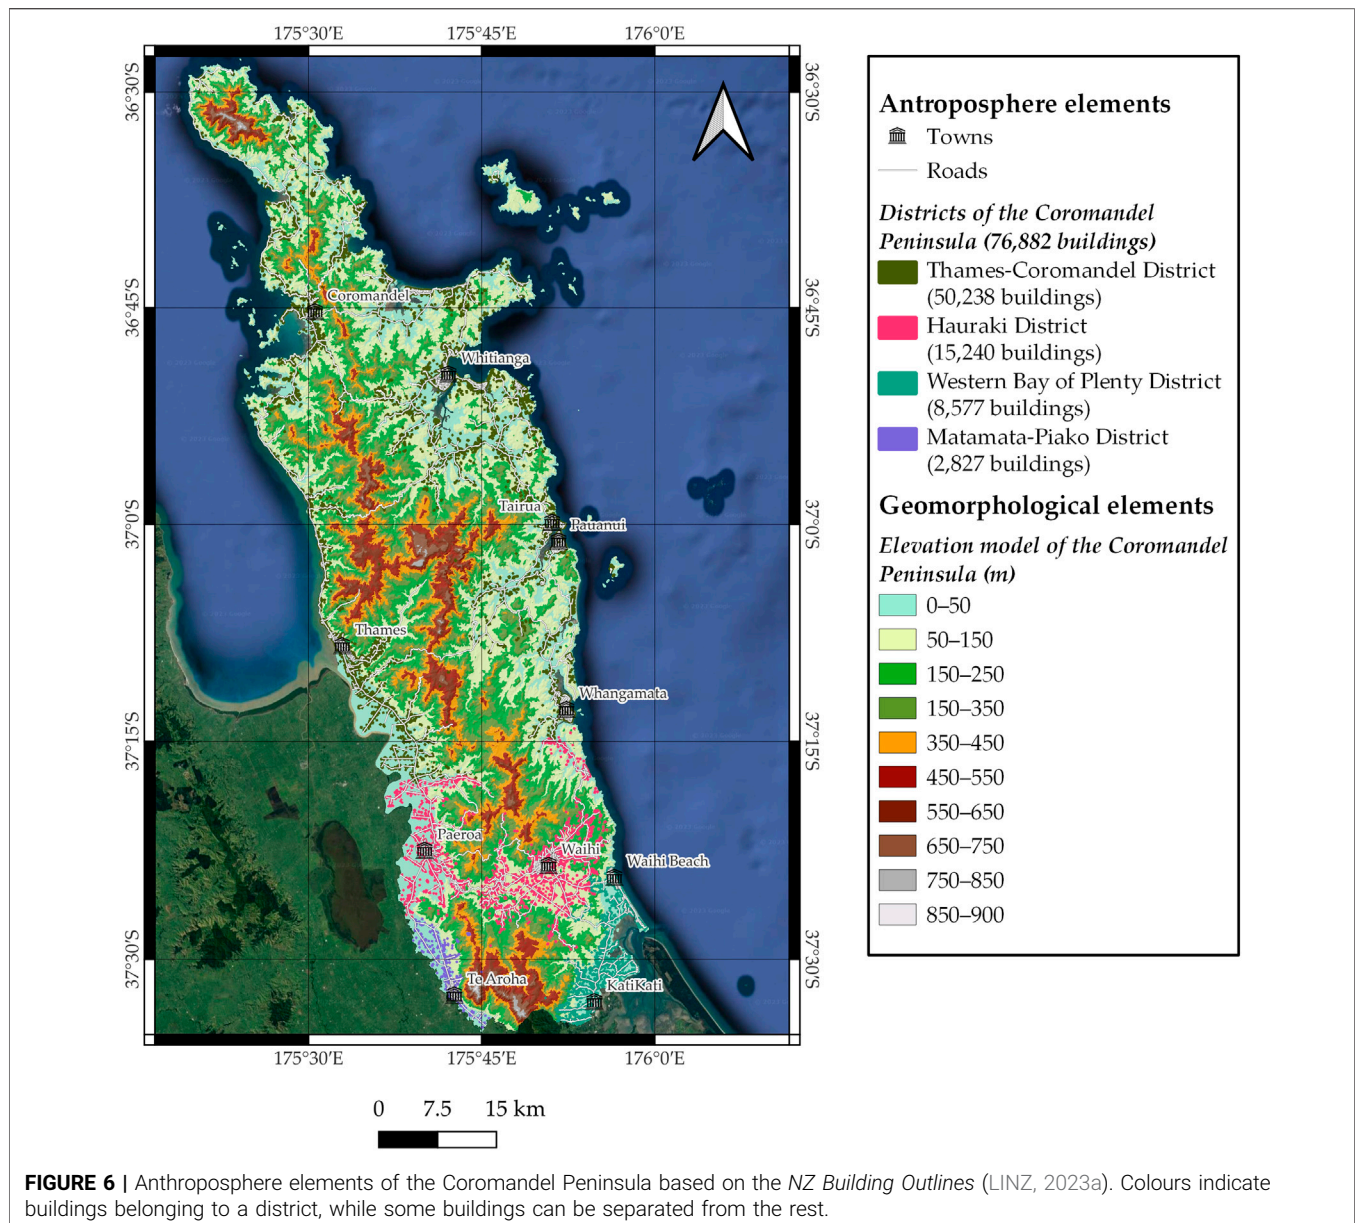 175°30'E 175°45'E 176°0'E
36°30'S 36°30'S
Coromandel
36°45'S 36°45'S
Whitianga
Tairua
Pauanui
37°0'S 37°0'S
Thames
Whangamata
37°15'S 37°15'S
Paeroa
Waihi
Waihi Beach
37°30'S 37°30'S
Te Aroha
KatiKati
175°30'E 175°45'E 176°0'E
0 7.5 15 km
Antroposphere elements
Towns
Roads
Districts of the Coromandel
Peninsula (76,882 buildings)
Thames-Coromandel District
(50,238 buildings)
Hauraki District
(15,240 buildings)
Western Bay of Plenty District
(8,577 buildings)
Matamata-Piako District
(2,827 buildings)
Geomorphological elements
Elevation model of the Coromandel
Peninsula (m)
0–50
50–150
150–250
150–350
350–450
450–550
550–650
650–750
750–850
850–900
FIGURE 6 | Anthroposphere elements of the Coromandel Peninsula based on the NZ Building Outlines (LINZ, 2023a). Colours indicate
buildings belonging to a district, while some buildings can be separated from the rest.